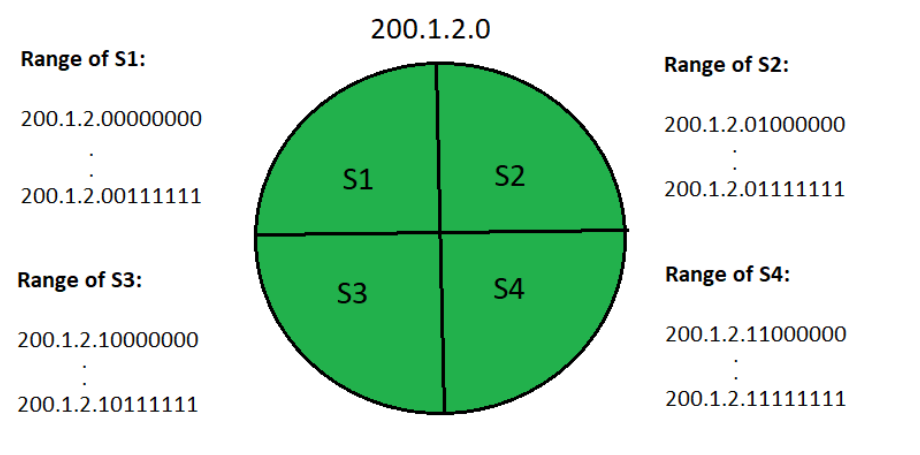 200.1.2.0
Range of S1:
200.1.2.00000000
.
.
200.1.2.00111111
Range of S2:
200.1.2.01000000
.
.
200.1.2.01111111
S1
S2
S3
S4
Range of S3:
200.1.2.10000000
.
.
200.1.2.10111111
Range of S4:
200.1.2.11000000
.
.
200.1.2.11111111